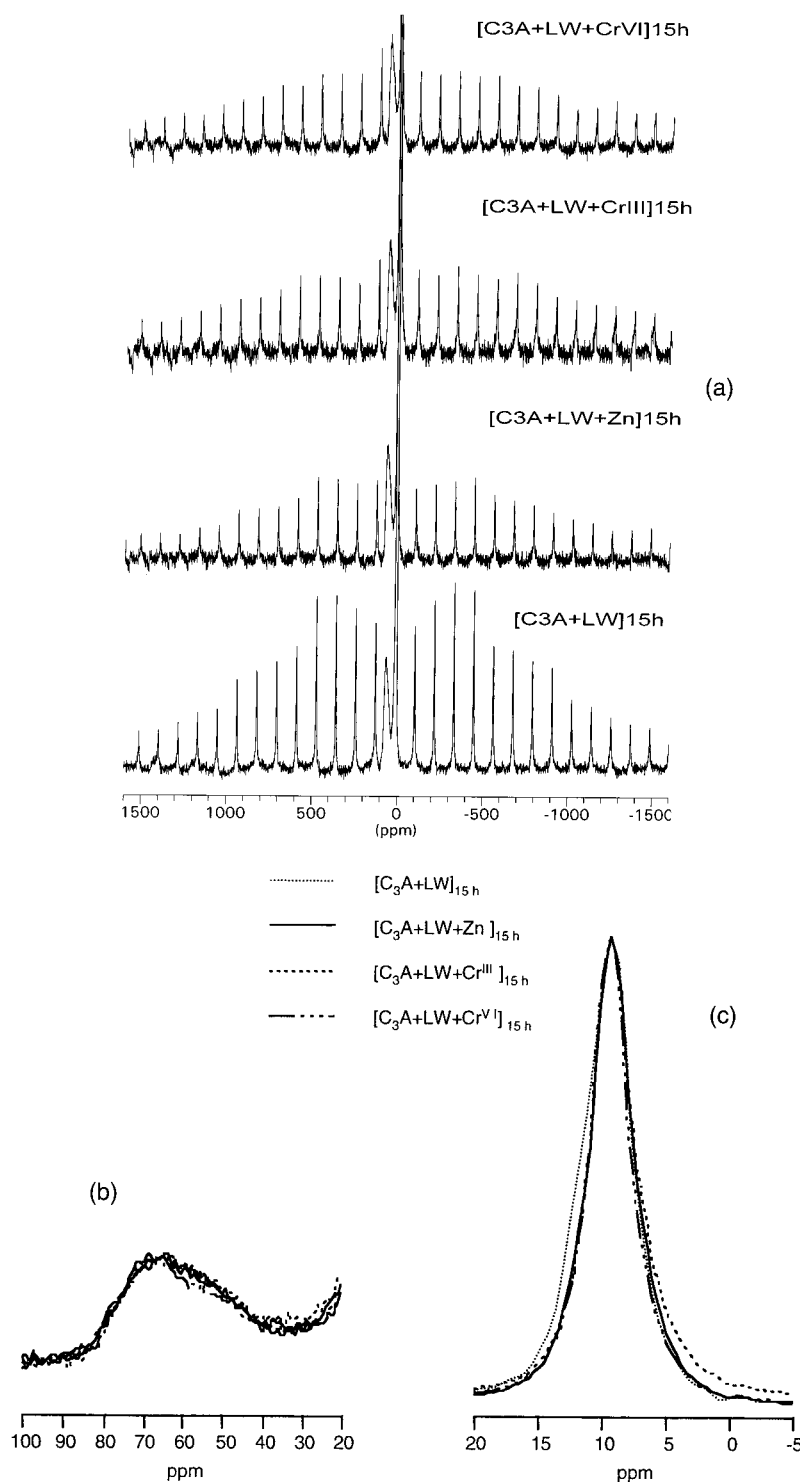 [C3A+LW+CrVI]15h
[C3A+LW+CrIII]15h
(a)
[C3A+LW+Zn]15h
[C3A+LW]15h
1500 1000 500 0 -500 -1000 -1500
(ppm)
[C3A+LW]15 h
[C3A+LW+Zn ]15 h
[C3A+LW+CrIII ]15 h
[C3A+LW+CrV I] 15 h
(c)
(b)
100 90 80 70 60 50 40 30 20
ppm
20 15 10 5 0 -5
ppm